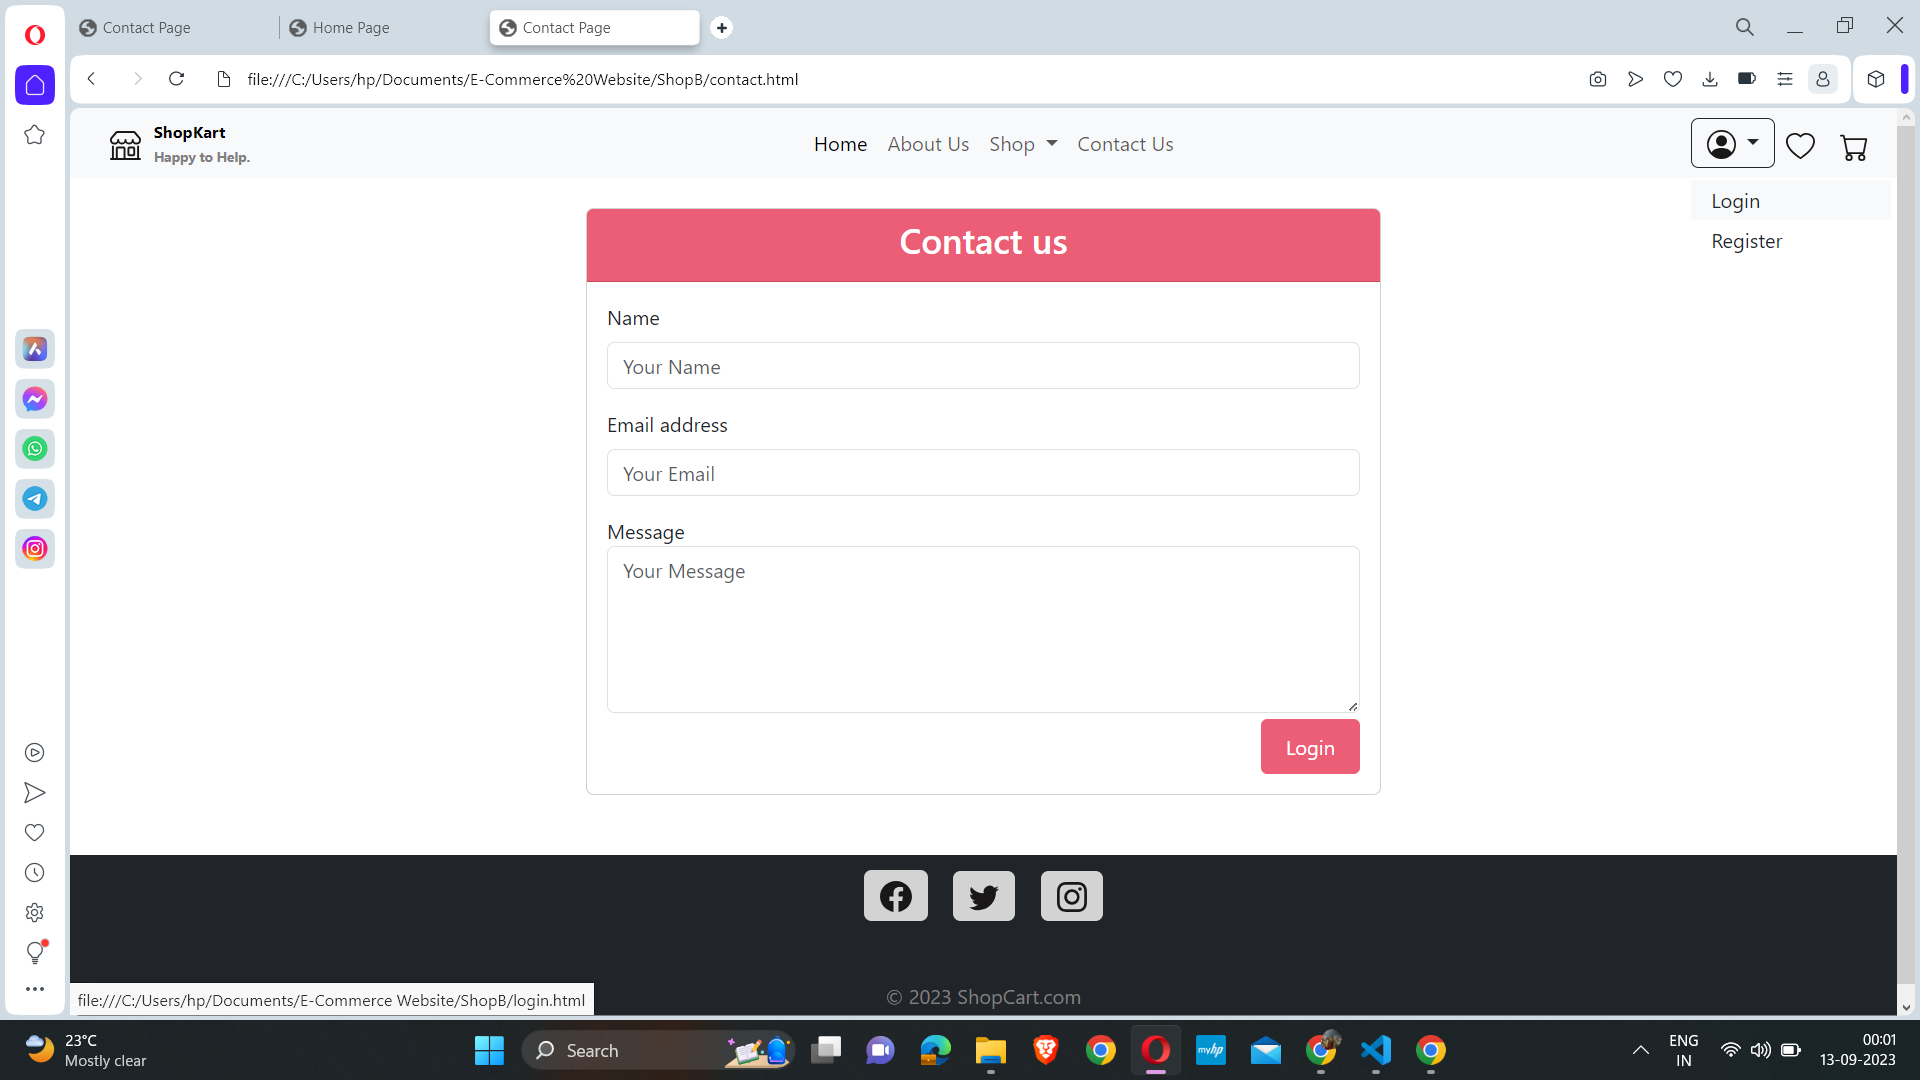 Contact Page
Home Page
Contact Page
file:///C:/Users/hp/Documents/E-Commerce%20Website/ShopB/contact.html
ShopKart
Happy to Help.
Home
About Us
Shop
Contact Us
Login
Register
Contact us
Name
Your Name
Email address
Your Email
Message
Your Message
Login
© 2023 ShopCart.com
file:///C:/Users/hp/Documents/E-Commerce Website/ShopB/login.html
23°C
Mostly clear
Search
myhp
ENG
IN
00:01
13-09-2023